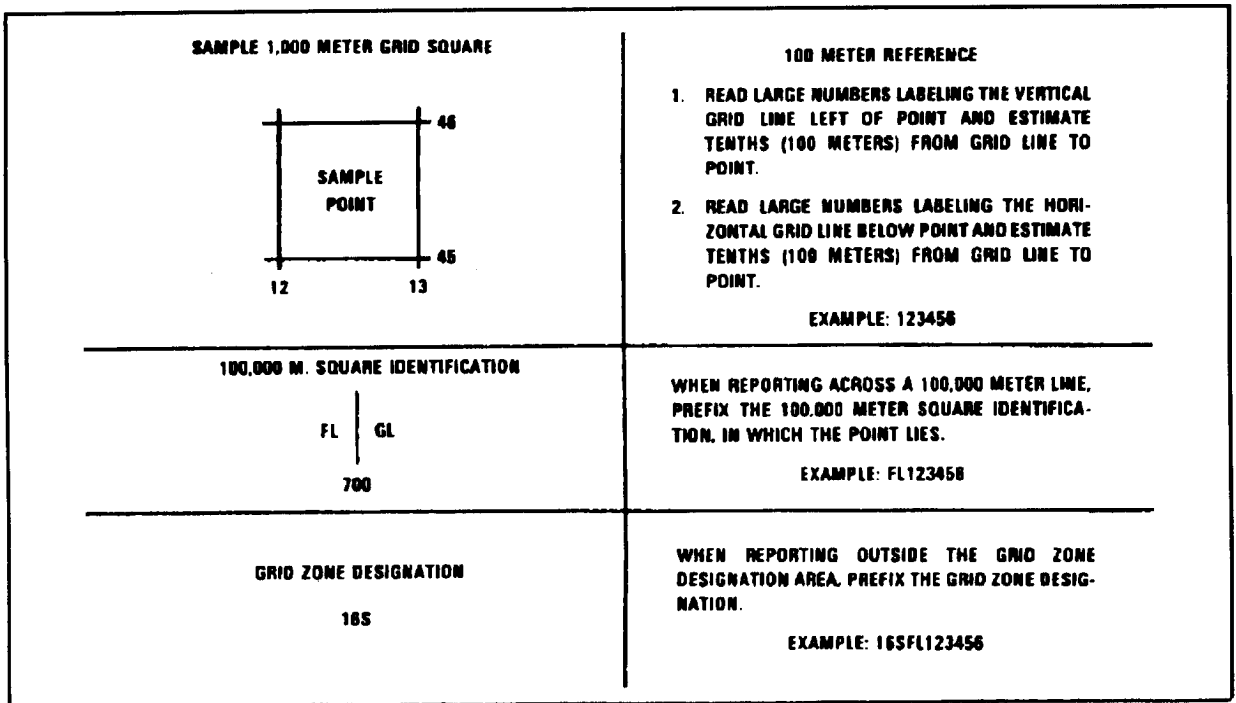 SAMPLE 1,000 METER GRID SQUARE
46
SAMPLE
POINT
45
12 13
100 METER REFERENCE
1. READ LARGE NUMBERS LABELING THE VERTICAL
GRID LINE LEFT OF POINT AND ESTIMATE
TENTHS (100 METERS) FROM GRID LINE TO
POINT.
2. READ LARGE NUMBERS LABELING THE HORI-
ZONTAL GRID LINE BELOW POINT AND ESTIMATE
TENTHS (100 METERS) FROM GRID LINE TO
POINT.
EXAMPLE: 123456
100,000 M. SQUARE IDENTIFICATION
FL GL
700
WHEN REPORTING ACROSS A 100,000 METER LINE,
PREFIX THE 100,000 METER SQUARE IDENTIFICA-
TION, IN WHICH THE POINT LIES.
EXAMPLE: FL123456
GRID ZONE DESIGNATION
16S
WHEN REPORTING OUTSIDE THE GRID ZONE
DESIGNATION AREA, PREFIX THE GRID ZONE DESIG-
NATION.
EXAMPLE: 16SFL123456